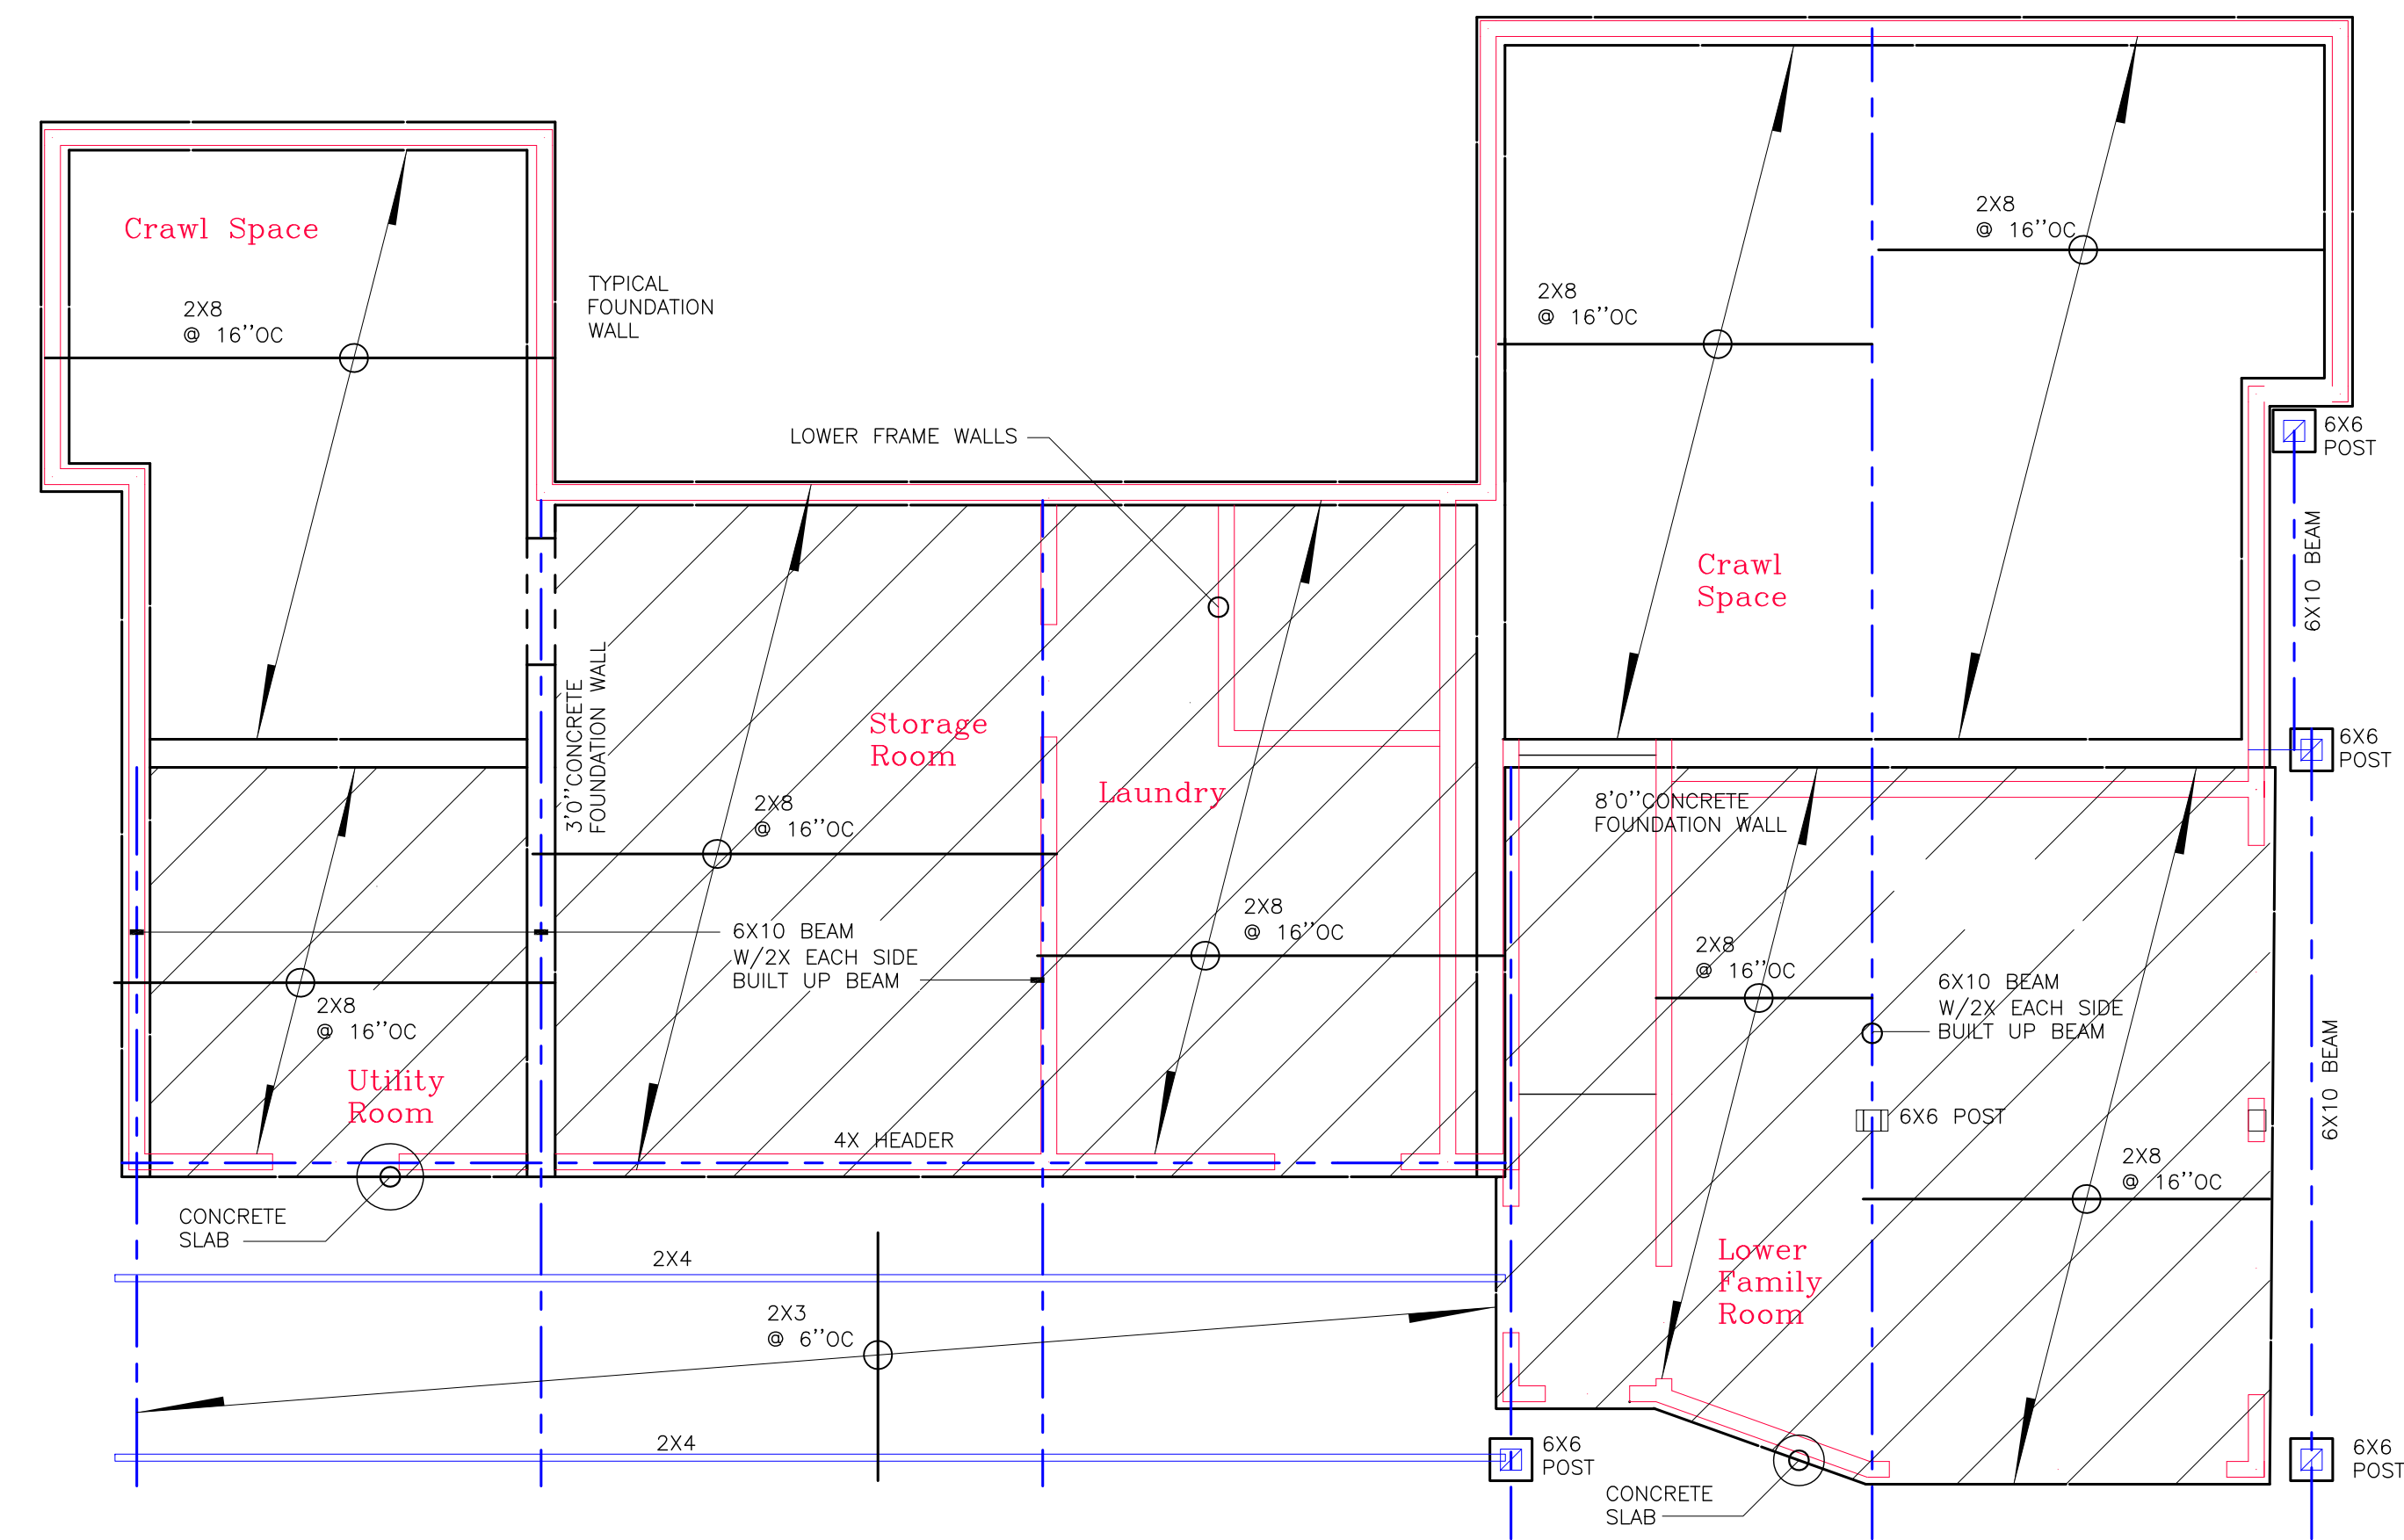 Crawl Space
2X8
@ 16''OC
TYPICAL
FOUNDATION
WALL
LOWER FRAME WALLS
2X8
@ 16''OC
2X8
@ 16''OC
6X6
POST
6X10 BEAM
Crawl
Space
6X6
POST
3'0''CONCRETE
FOUNDATION WALL
Storage
Room
Laundry
2X8
@ 16''OC
8'0''CONCRETE
FOUNDATION WALL
6X10 BEAM
W/2X EACH SIDE
BUILT UP BEAM
2X8
@ 16''OC
2X8
@ 16''OC
6X10 BEAM
W/2X EACH SIDE
BUILT UP BEAM
6X10 BEAM
2X8
@ 16''OC
Utility
Room
4X HEADER
6X6 POST
2X8
@ 16''OC
CONCRETE
SLAB
2X4
2X3
@ 6''OC
Lower
Family
Room
2X4
6X6
POST
6X6
POST
CONCRETE
SLAB